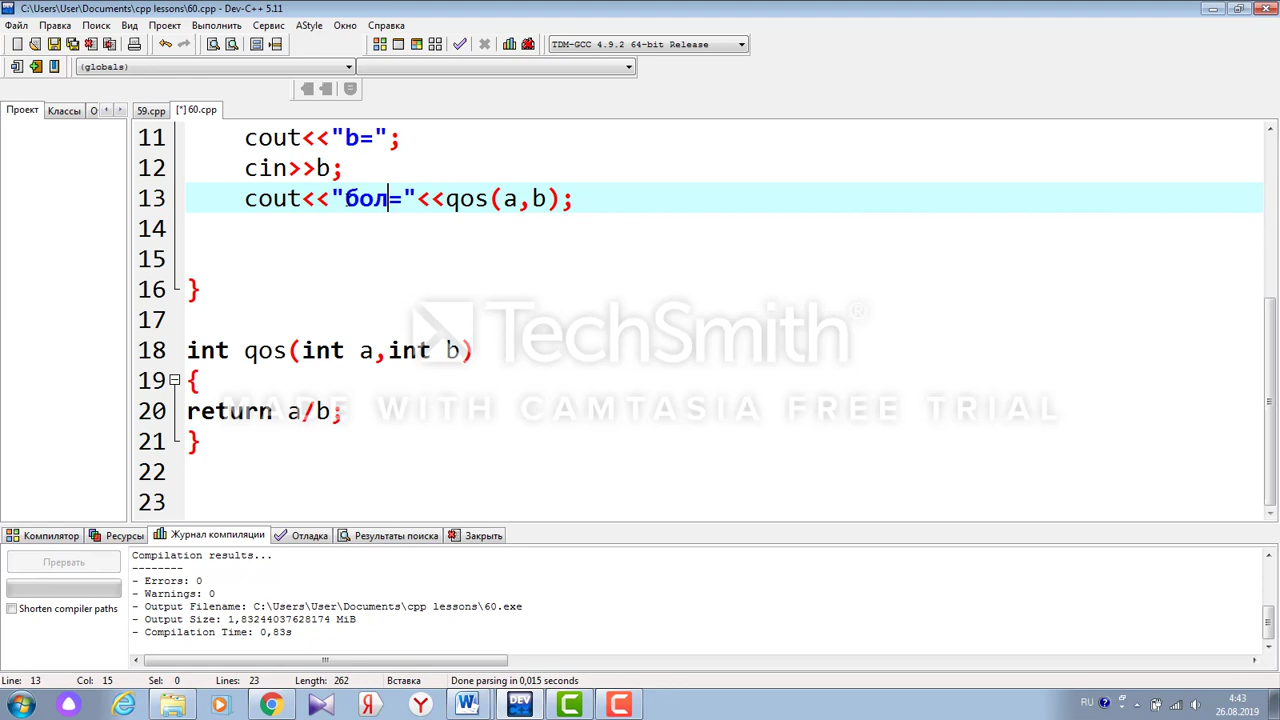 C:\Users\User\Documents\cpp lessons\60.cpp - Dev-C++ 5.11
Файл Правка Поиск Вид Проект Выполнить Сервис AStyle Окно Справка
TDM-GCC 4.9.2 64-bit Release
(globals)
Проект Классы О 59.cpp [*] 60.cpp
11 cout<<"b=";
12 cin>>b;
13 cout<<"бол="<<qos(a,b);
14
15
16 }
17
18 int qos(int a,int b)
19 {
20 return a/b;
21 }
22
23
TechSmith®
MADE WITH CAMTASIA FREE TRIAL
Компилятор Ресурсы Журнал компиляции Отладка Результаты поиска Закрыть
Прервать
Shorten compiler paths
Compilation results...
--------
- Errors: 0
- Warnings: 0
- Output Filename: C:\Users\User\Documents\cpp lessons\60.exe
- Output Size: 1,83244037628174 MiB
- Compilation Time: 0,83s
Line: 13 Col: 15 Sel: 0 Lines: 23 Length: 262 Вставка Done parsing in 0,015 seconds
RU 4:43
26.08.2019